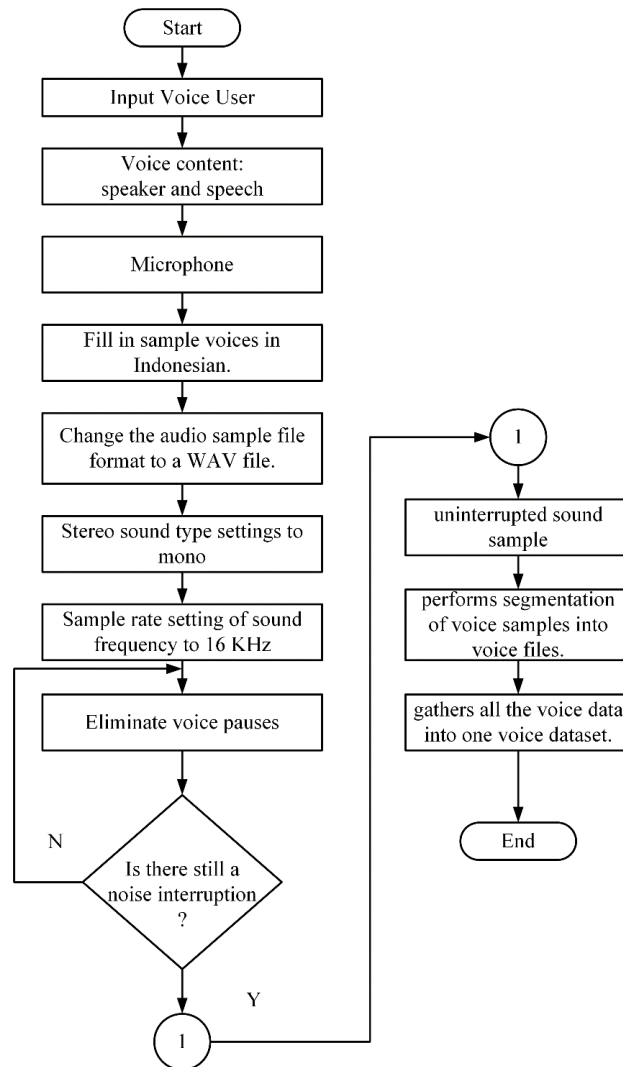 Start
Input Voice User
Voice content:
speaker and speech
Microphone
Fill in sample voices in
Indonesian.
Change the audio sample file
format to a WAV file.
Stereo sound type settings to
mono
Sample rate setting of sound
frequency to 16 KHz
Eliminate voice pauses
N
Is there still a
noise interruption
?
Y
1
1
uninterrupted sound
sample
performs segmentation
of voice samples into
voice files.
gathers all the voice data
into one voice dataset.
End